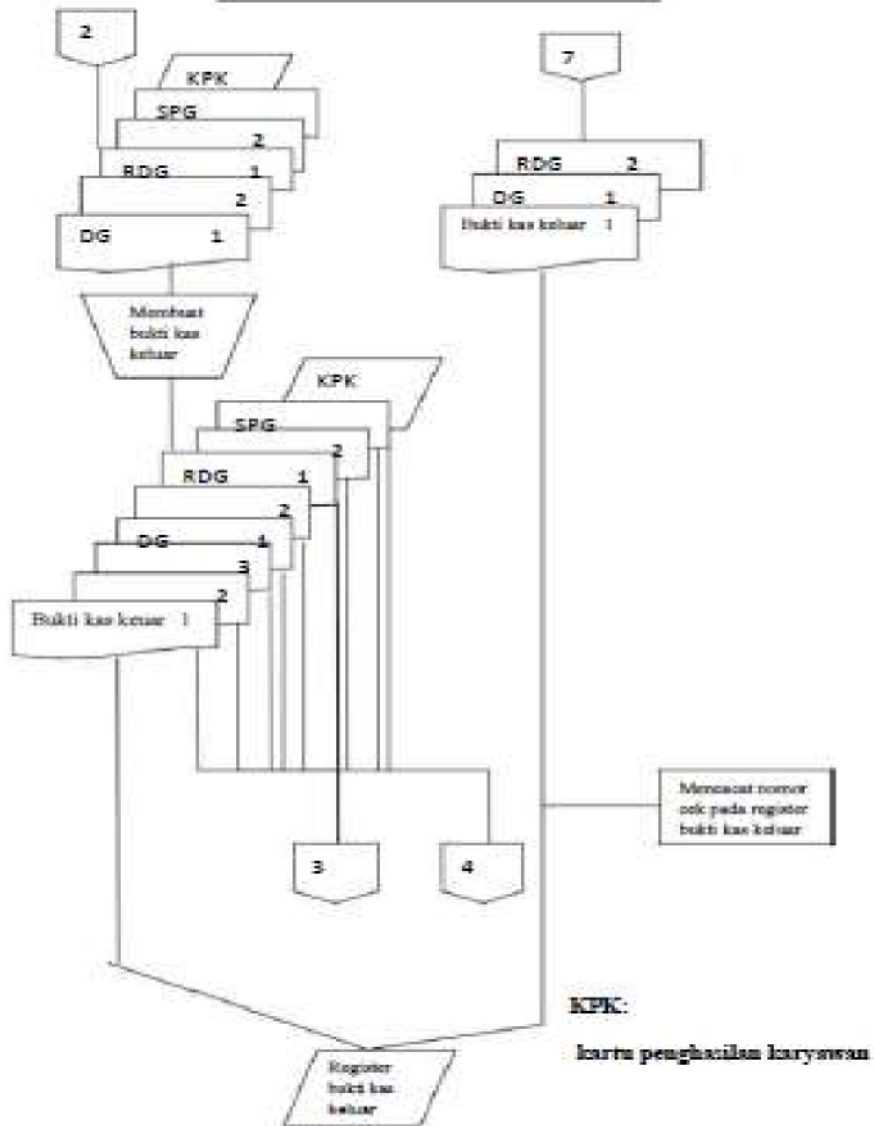 2
KPK
SPG
2
RDG 1
2
DG 1
Membuat
bukti kas
keluar
KPK
SPG
2
RDG 1
2
DG 1
3
2
Bukti kas keuar 1
3
4
7
RDG 2
DG 1
Bukti kas keluar 1
Mencacat nomor
cek pada register
bukti kas keluar
Register
bukti kas
keluar
KPK:
kartu penghasilan karyawan